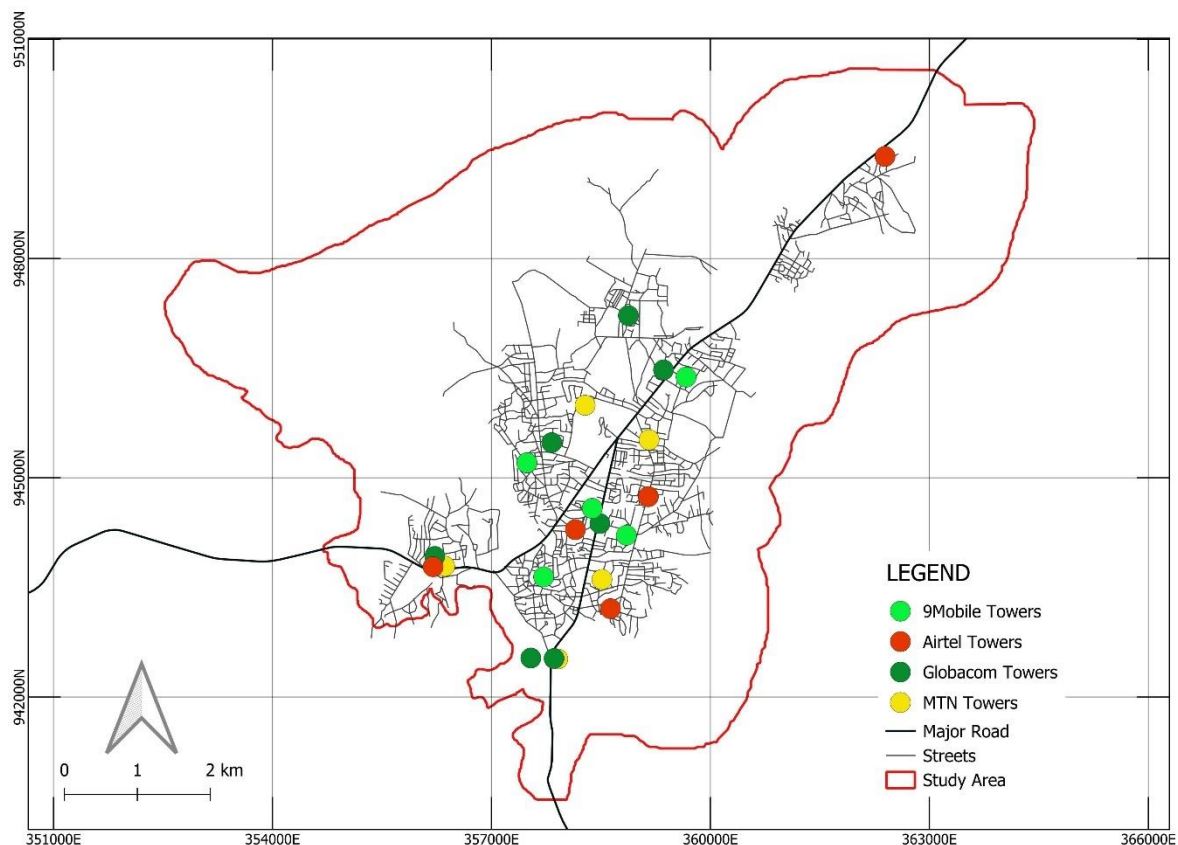 951000N
948000N
945000N
942000N
LEGEND
9Mobile Towers
Airtel Towers
Globacom Towers
MTN Towers
Major Road
Streets
Study Area
0 1 2 km
351000E 354000E 357000E 360000E 363000E 366000E